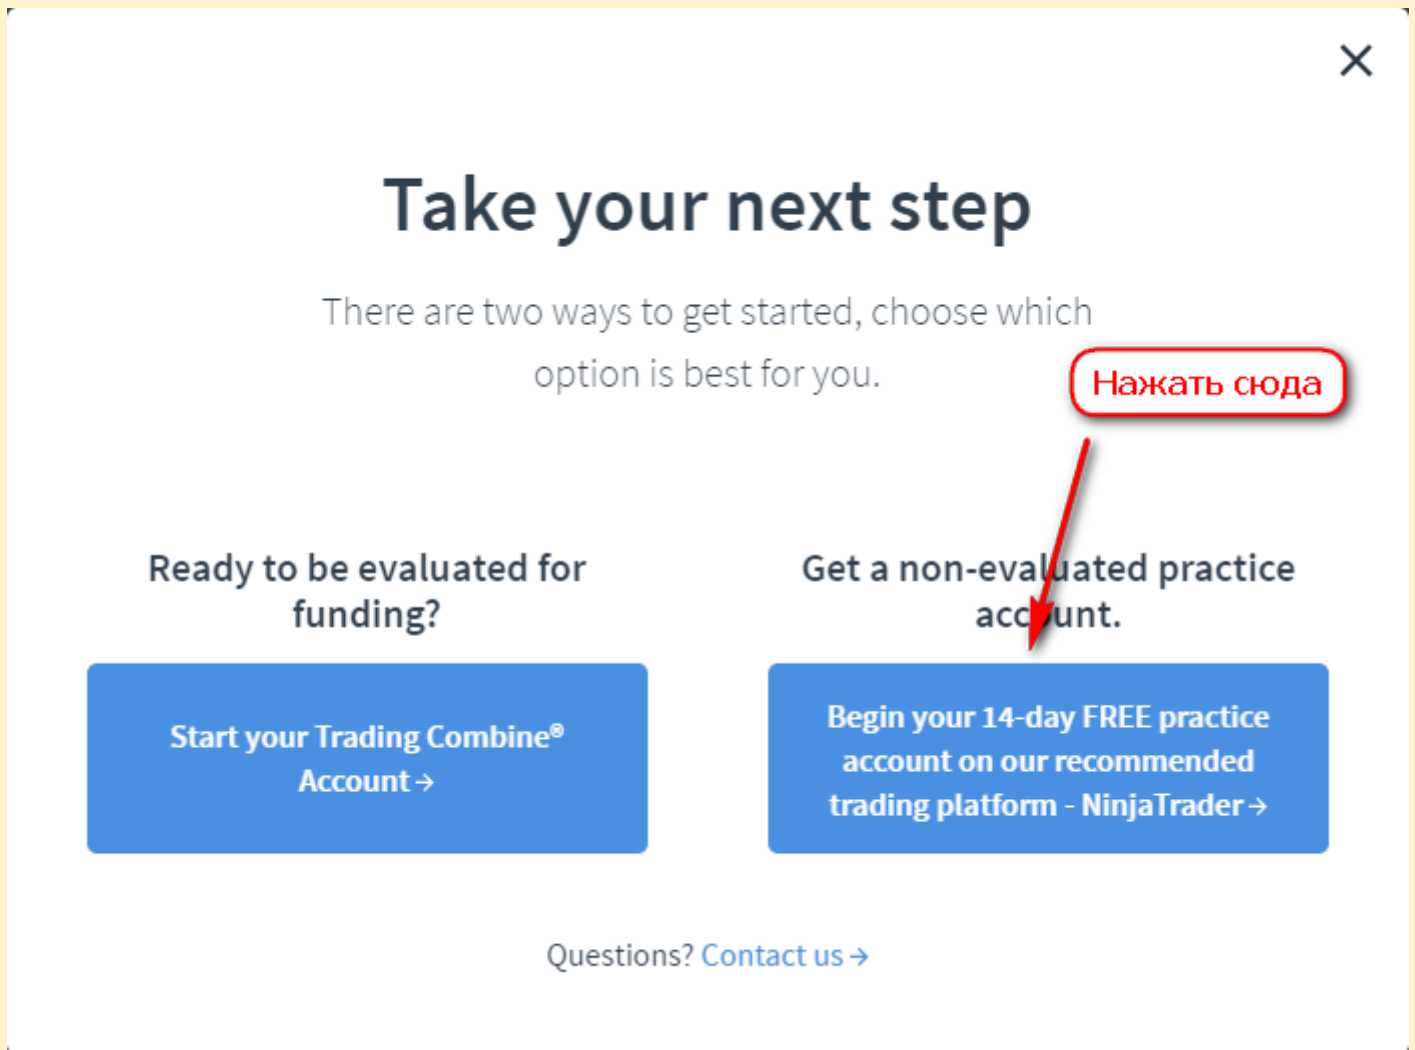 Take your next step
There are two ways to get started, choose which
option is best for you.
Нажать сюда
Ready to be evaluated for
funding?
Start your Trading Combine®
Account →
Get a non-evaluated practice
account.
Begin your 14-day FREE practice
account on our recommended
trading platform - NinjaTrader →
Questions? Contact us →